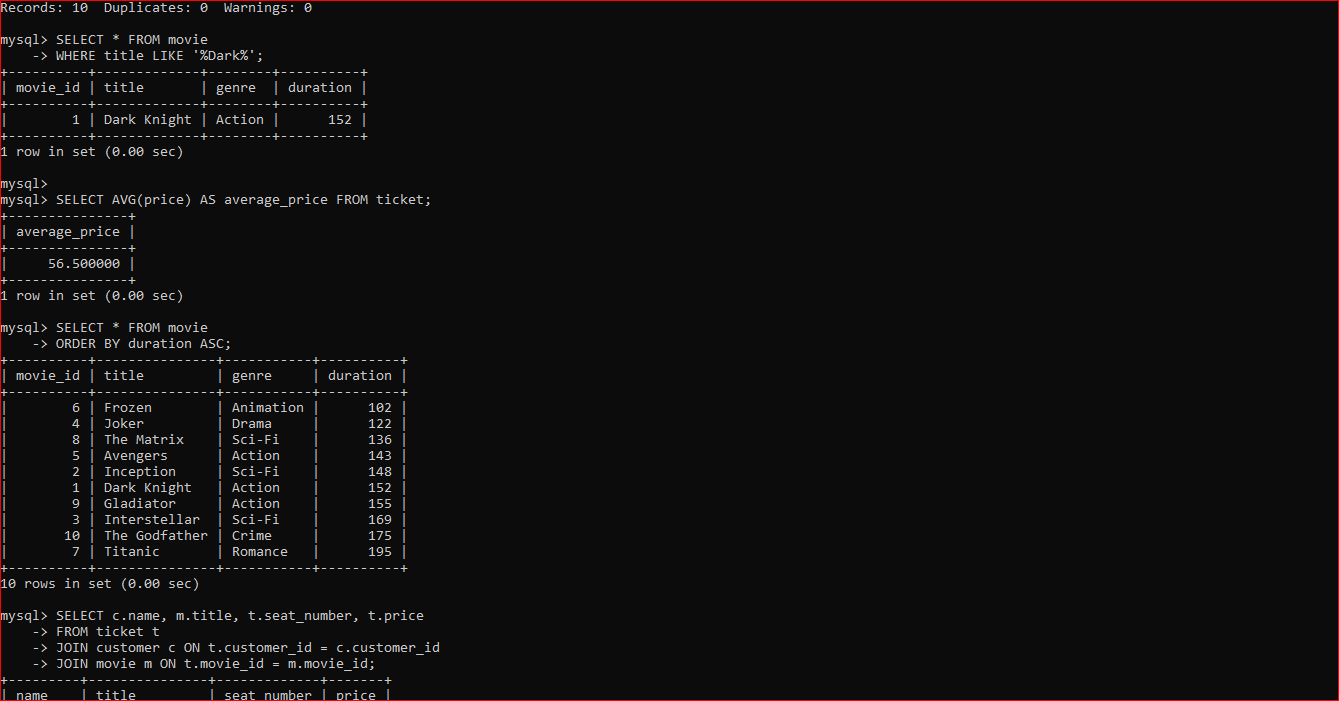 Records: 10  Duplicates: 0  Warnings: 0

mysql> SELECT * FROM movie
    -> WHERE title LIKE '%Dark%';
+----------+-------------+--------+----------+
| movie_id | title       | genre  | duration |
+----------+-------------+--------+----------+
|        1 | Dark Knight | Action |      152 |
+----------+-------------+--------+----------+
1 row in set (0.00 sec)

mysql>
mysql> SELECT AVG(price) AS average_price FROM ticket;
+---------------+
| average_price |
+---------------+
|     56.500000 |
+---------------+
1 row in set (0.00 sec)

mysql> SELECT * FROM movie
    -> ORDER BY duration ASC;
+----------+---------------+-----------+----------+
| movie_id | title         | genre     | duration |
+----------+---------------+-----------+----------+
|        6 | Frozen        | Animation |      102 |
|        4 | Joker         | Drama     |      122 |
|        8 | The Matrix    | Sci-Fi    |      136 |
|        5 | Avengers      | Action    |      143 |
|        2 | Inception     | Sci-Fi    |      148 |
|        1 | Dark Knight   | Action    |      152 |
|        9 | Gladiator     | Action    |      155 |
|        3 | Interstellar  | Sci-Fi    |      169 |
|       10 | The Godfather | Crime     |      175 |
|        7 | Titanic       | Romance   |      195 |
+----------+---------------+-----------+----------+
10 rows in set (0.00 sec)

mysql> SELECT c.name, m.title, t.seat_number, t.price
    -> FROM ticket t
    -> JOIN customer c ON t.customer_id = c.customer_id
    -> JOIN movie m ON t.movie_id = m.movie_id;
+---------+---------------+-------------+-------+
| name    | title         | seat_number | price |